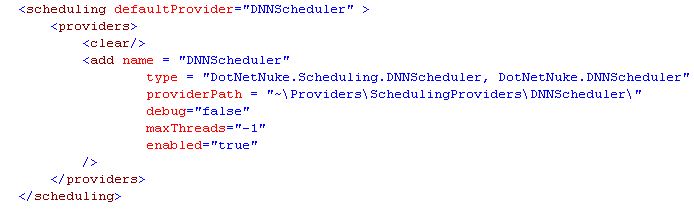 <scheduling defaultProvider="DNNScheduler" >
<providers>
<clear/>
<add name = "DNNScheduler"
type = "DotNetNuke.Scheduling.DNNScheduler, DotNetNuke.DNNScheduler"
providerPath = "~\Providers\SchedulingProviders\DNNScheduler\"
debug="false"
maxThreads="-1"
enabled="true"
/>
</providers>
</scheduling>